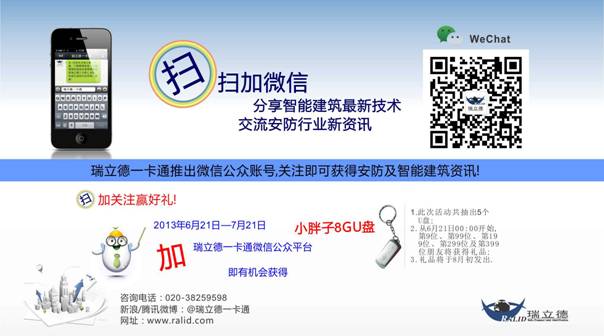 WeChat
扫
扫加微信
分享智能建筑最新技术
交流安防行业新资讯
瑞立德
瑞立德一卡通推出微信公众账号,关注即可获得安防及智能建筑资讯!
扫 加关注赢好礼!
2013年6月21日—7月21日
加 瑞立德一卡通微信公众平台
即有机会获得
小胖子8GU盘
1.此次活动共抽出5个
U盘;
2.从6月21日00:00开始,
第9位、第99位、第19
9位、第299位及第399
位朋友将获得礼品;
3.礼品将于8月初发出.
咨询电话:020-38259598
新浪/腾讯微博:@瑞立德一卡通
网址:www.ralid.com
RALID 瑞立德